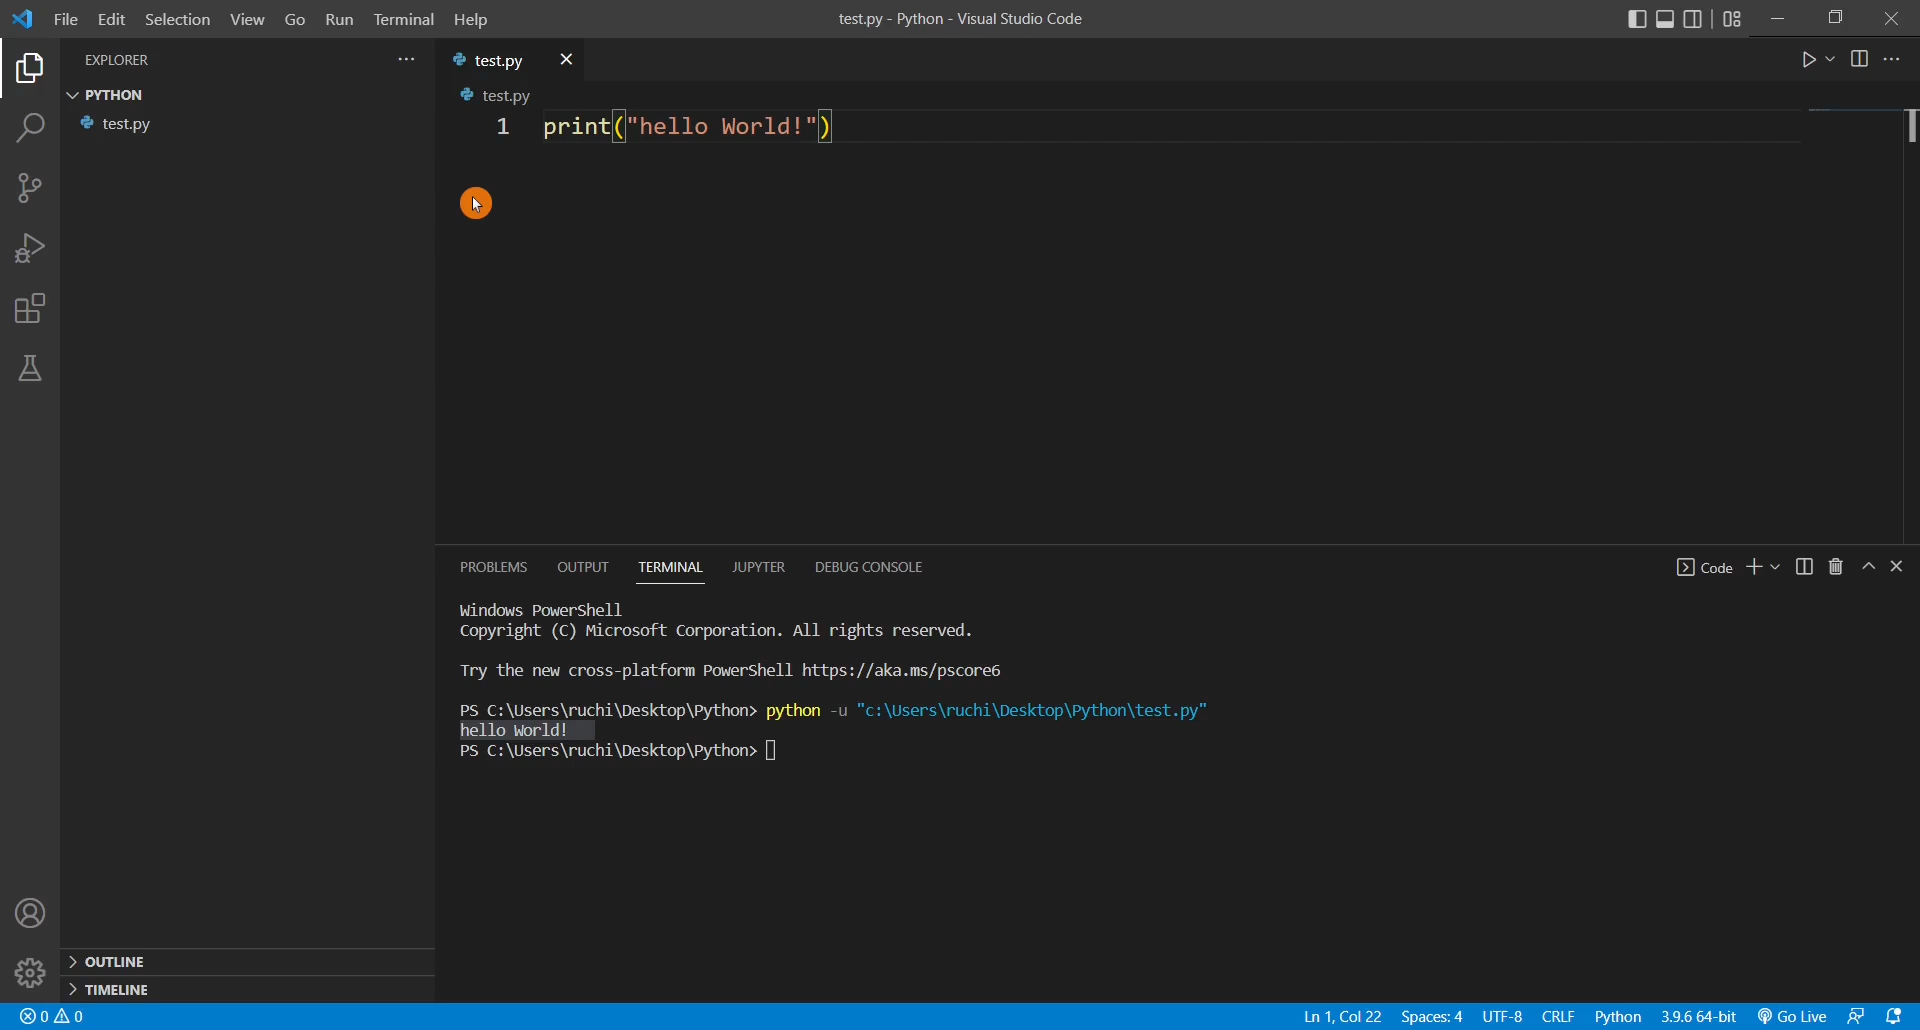 File Edit Selection View Go Run Terminal Help
test.py - Python - Visual Studio Code
EXPLORER
PYTHON
test.py
test.py
test.py
1 print("hello World!")
PROBLEMS OUTPUT TERMINAL JUPYTER DEBUG CONSOLE
Code
Windows PowerShell
Copyright (C) Microsoft Corporation. All rights reserved.
Try the new cross-platform PowerShell https://aka.ms/pscore6
PS C:\Users\ruchi\Desktop\Python> python -u "c:\Users\ruchi\Desktop\Python\test.py"
hello World!
PS C:\Users\ruchi\Desktop\Python>
OUTLINE
TIMELINE
0 0
Ln 1, Col 22 Spaces: 4 UTF-8 CRLF Python 3.9.6 64-bit Go Live